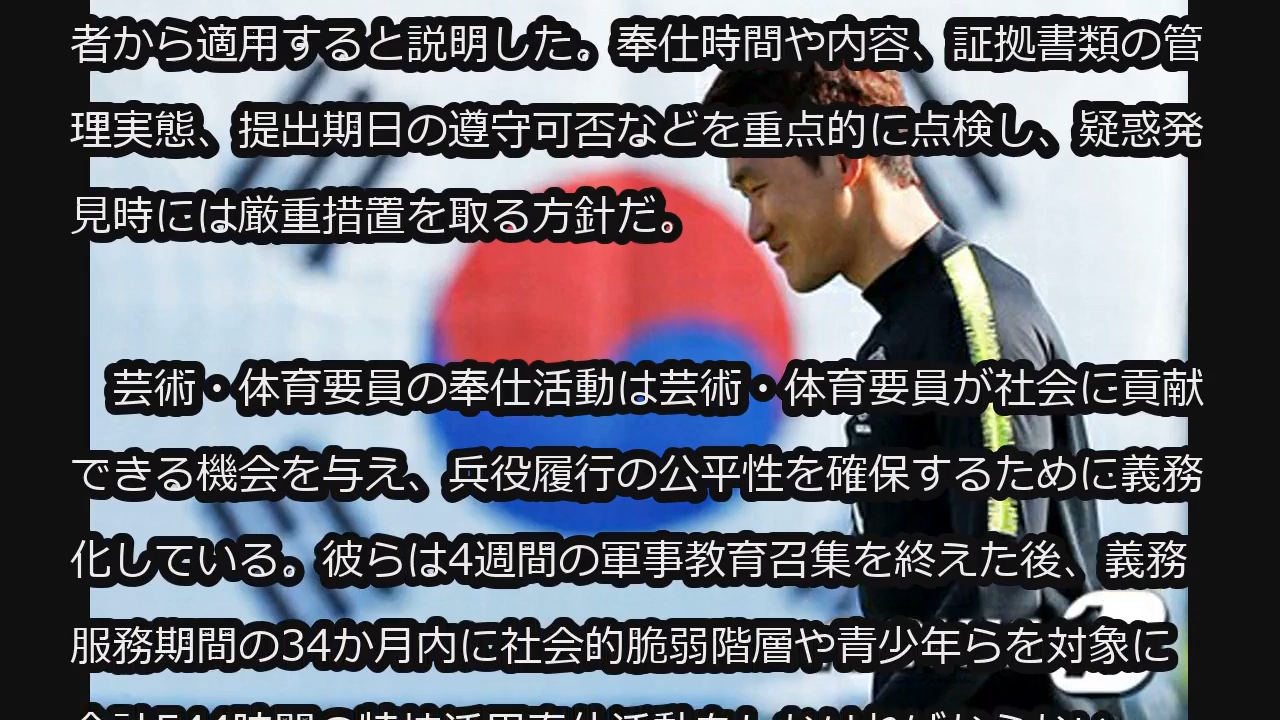 者から適用すると説明した。奉仕時間や内容、証拠書類の管
理実態、提出期日の遵守可否などを重点的に点検し、疑惑発
見時には厳重措置を取る方針だ。
芸術・体育要員の奉仕活動は芸術・体育要員が社会に貢献
できる機会を与え、兵役履行の公平性を確保するために義務
化している。彼らは4週間の軍事教育召集を終えた後、義務
服務期間の34か月内に社会的脆弱階層や青少年らを対象に